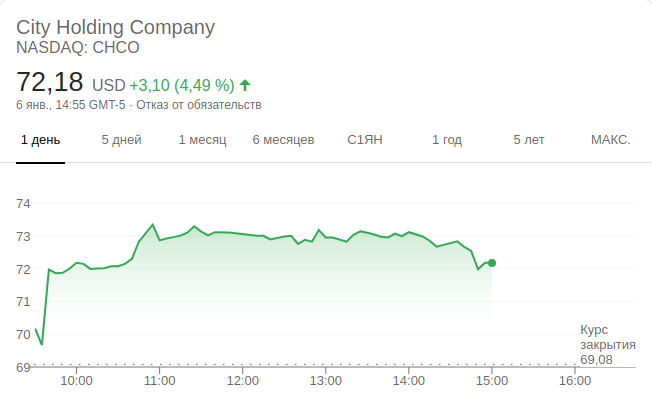 City Holding Company
NASDAQ: CHCO
72,18 USD +3,10 (4,49 %)
6 янв., 14:55 GMT-5 · Отказ от обязательств
1 день 5 дней 1 месяц 6 месяцев С1ЯН 1 год 5 лет МАКС.
74
73
72
71
70
Курс
закрытия
69,08
69
10:00 11:00 12:00 13:00 14:00 15:00 16:00